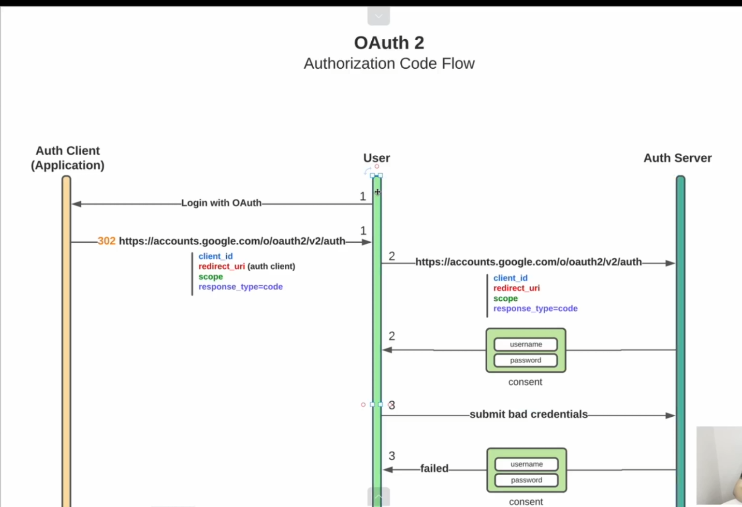 OAuth 2
Authorization Code Flow
Auth Client
(Application)
User
Auth Server
1
Login with OAuth
1
302 https://accounts.google.com/o/oauth2/v2/auth
client_id
redirect_uri (auth client)
scope
response_type=code
2
https://accounts.google.com/o/oauth2/v2/auth
client_id
redirect_uri
scope
response_type=code
2
username
password
consent
3
submit bad credentials
3
failed
username
password
consent